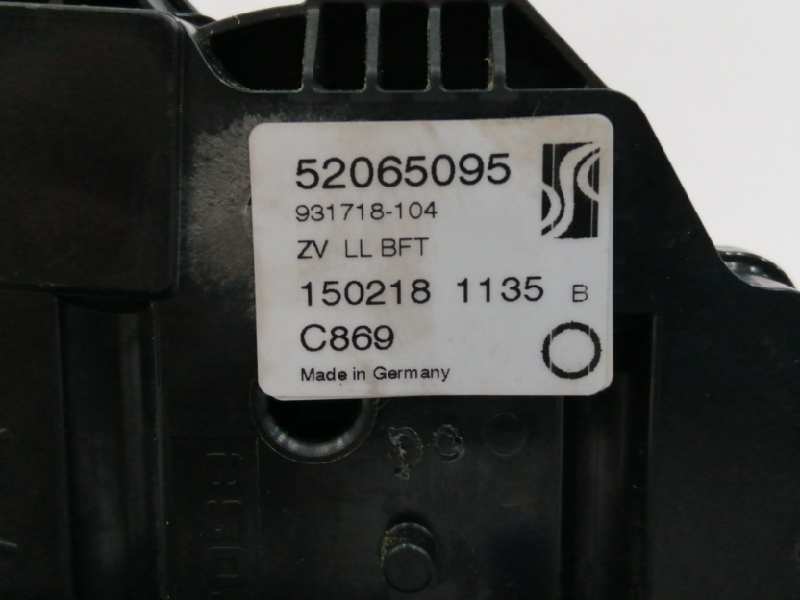 52065095
931718-104
ZV LL BFT
150218 1135 B
C869
Made in Germany